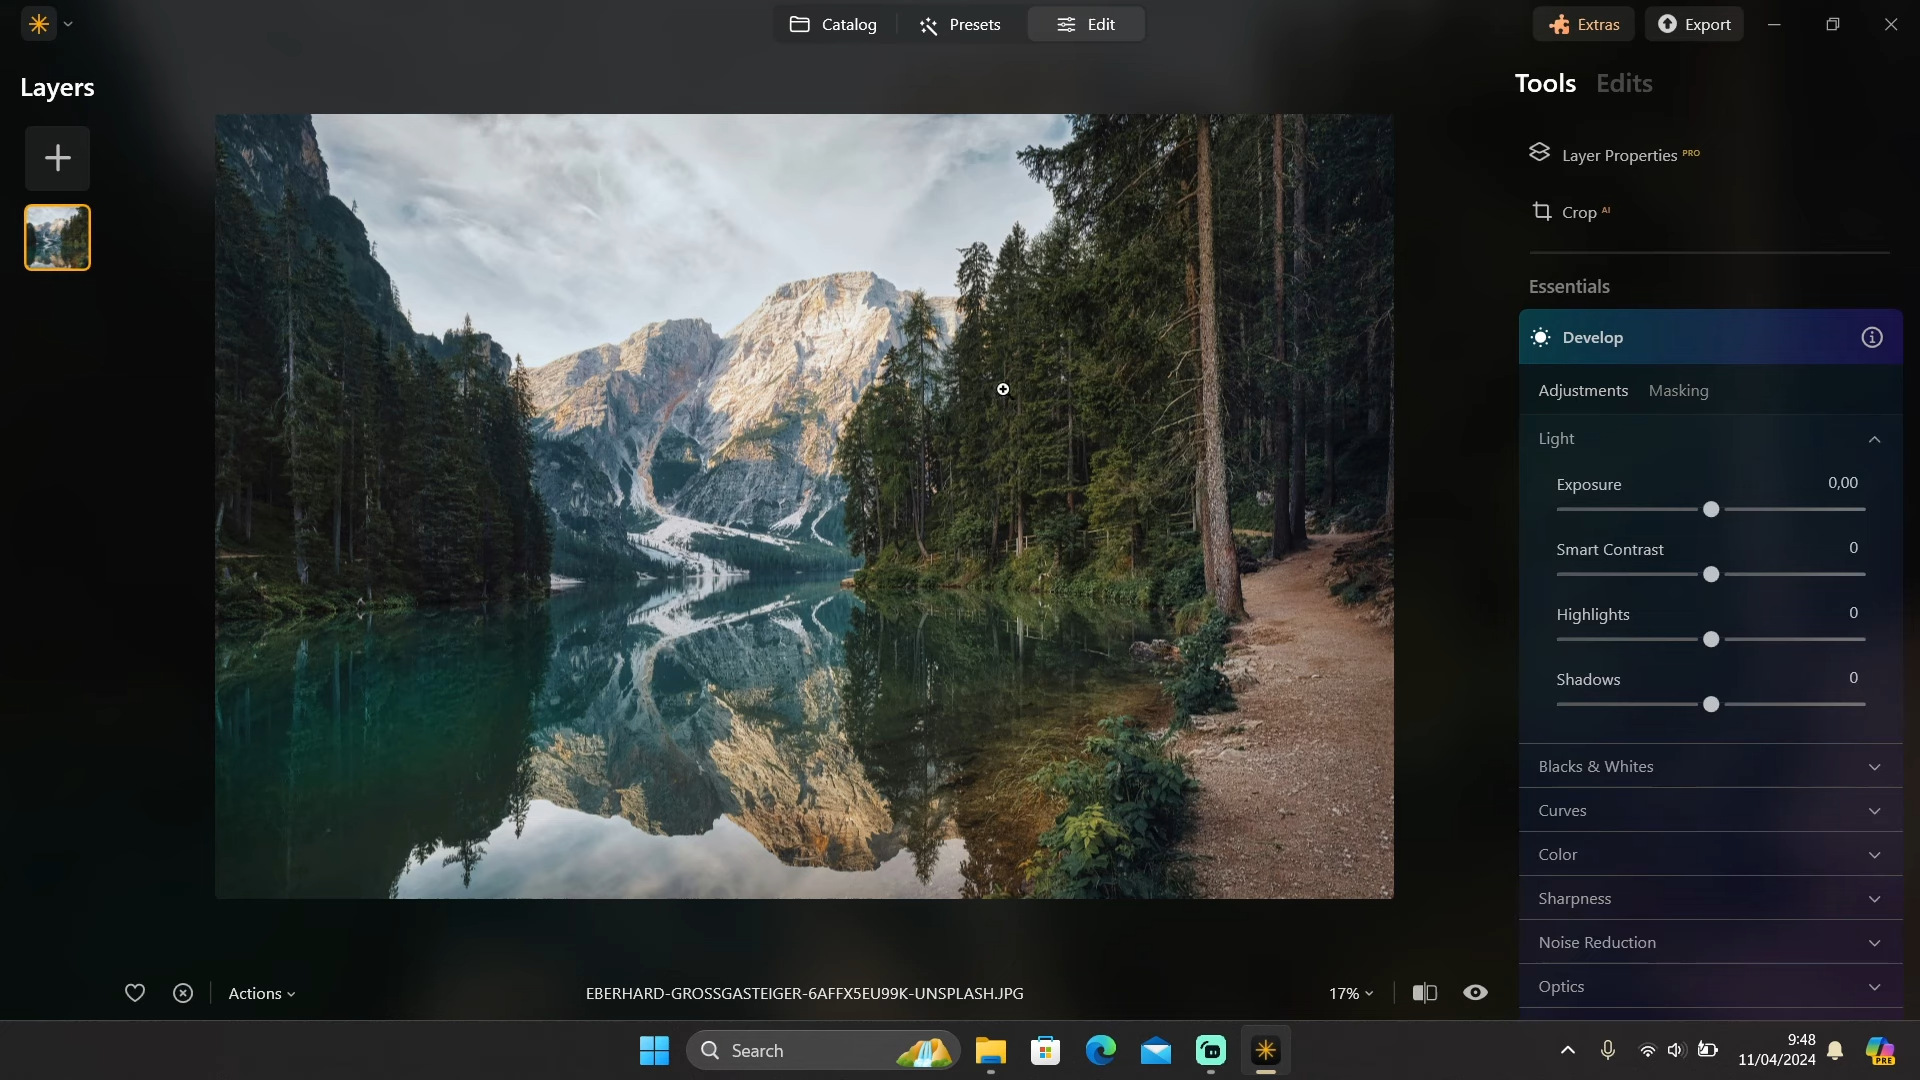 Catalog
Presets
Edit
Extras
Export
Layers
Tools Edits
Layer Properties PRO
Crop AI
Essentials
Develop
Adjustments Masking
Light
Exposure 0,00
Smart Contrast 0
Highlights 0
Shadows 0
Blacks & Whites
Curves
Color
Sharpness
Noise Reduction
Optics
Actions
EBERHARD-GROSSGASTEIGER-6AFFX5EU99K-UNSPLASH.JPG
17%
Search
9:48
11/04/2024
PRE